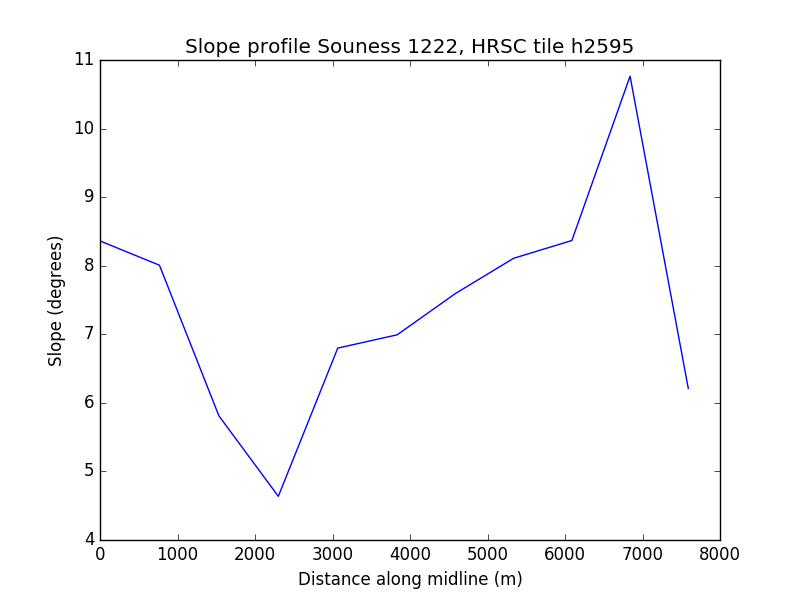 Slope profile Souness 1222, HRSC tile h2595
11
10
9
8
7
6
5
4
Slope (degrees)
0 1000 2000 3000 4000 5000 6000 7000 8000
Distance along midline (m)